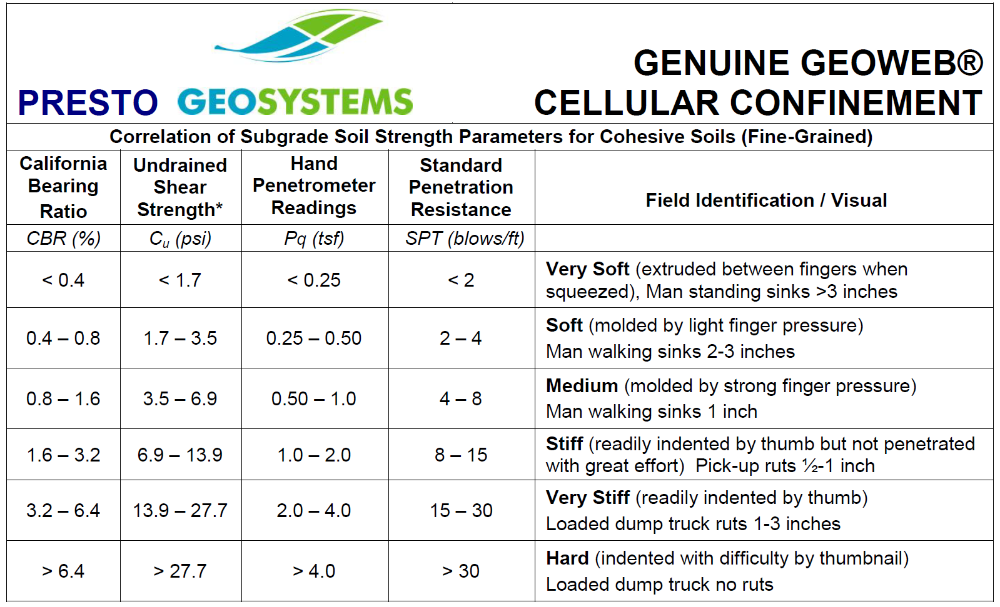 GENUINE GEOWEB®
PRESTO GEOSYSTEMS CELLULAR CONFINEMENT
Correlation of Subgrade Soil Strength Parameters for Cohesive Soils (Fine-Grained)
California
Bearing
Ratio
Undrained
Shear
Strength*
Hand
Penetrometer
Readings
Standard
Penetration
Resistance
Field Identification / Visual
CBR (%)
Cu (psi)
Pq (tsf)
SPT (blows/ft)
< 0.4
< 1.7
< 0.25
< 2
Very Soft (extruded between fingers when
squeezed), Man standing sinks >3 inches
0.4 – 0.8
1.7 – 3.5
0.25 – 0.50
2 – 4
Soft (molded by light finger pressure)
Man walking sinks 2-3 inches
0.8 – 1.6
3.5 – 6.9
0.50 – 1.0
4 – 8
Medium (molded by strong finger pressure)
Man walking sinks 1 inch
1.6 – 3.2
6.9 – 13.9
1.0 – 2.0
8 – 15
Stiff (readily indented by thumb but not penetrated
with great effort) Pick-up ruts ½-1 inch
3.2 – 6.4
13.9 – 27.7
2.0 – 4.0
15 – 30
Very Stiff (readily indented by thumb)
Loaded dump truck ruts 1-3 inches
> 6.4
> 27.7
> 4.0
> 30
Hard (indented with difficulty by thumbnail)
Loaded dump truck no ruts